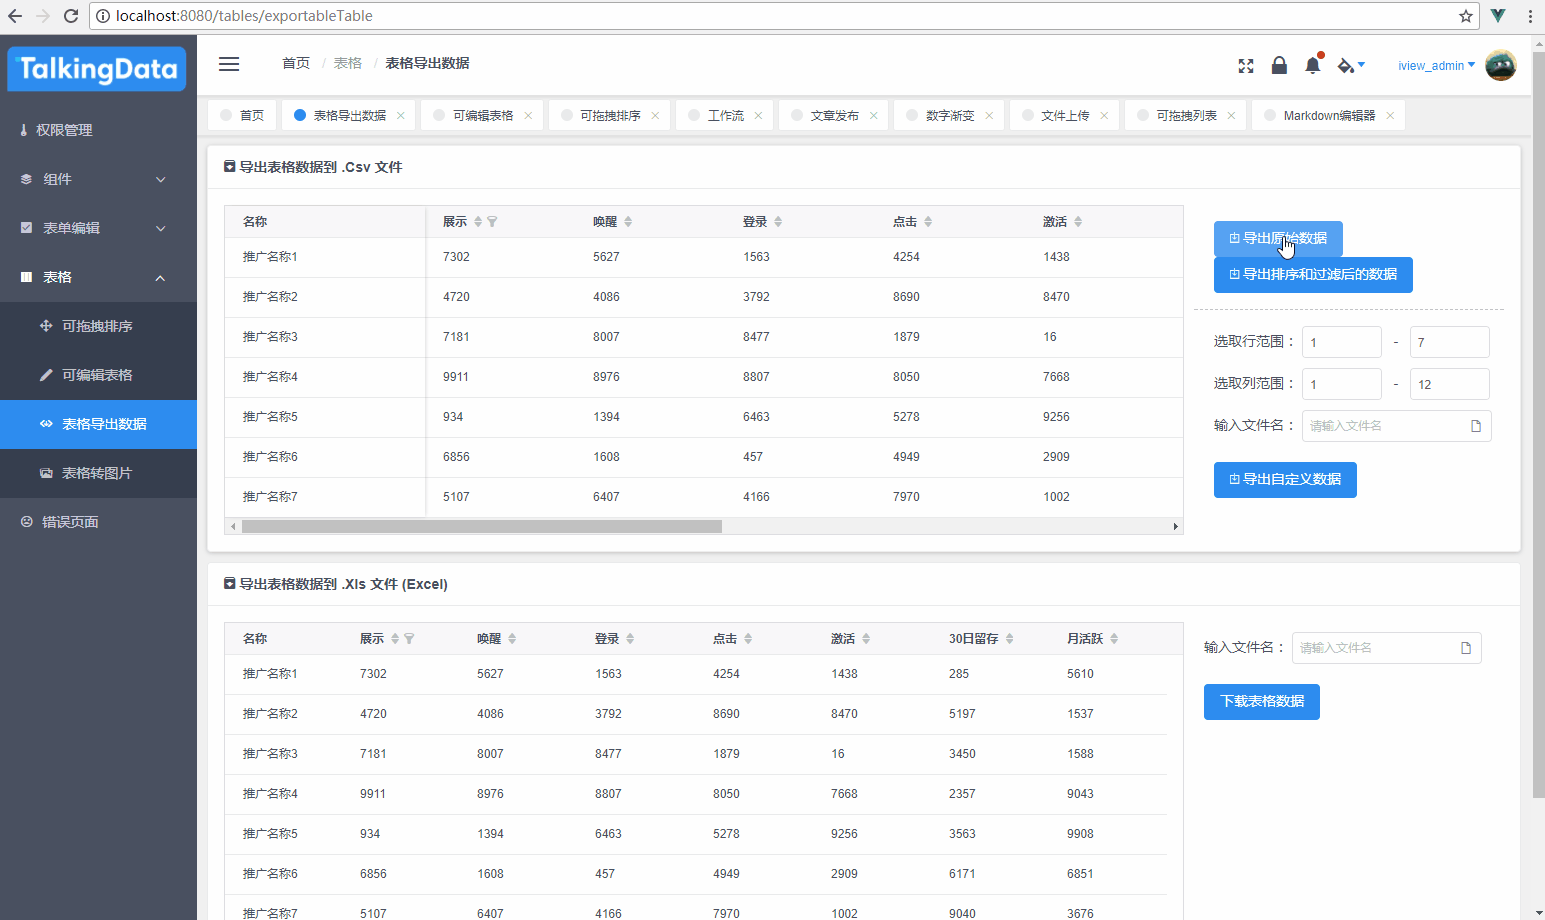 localhost:8080/tables/exportableTable
TalkingData
首页 / 表格 / 表格导出数据
iview_admin
首页 表格导出数据 可编辑表格 可拖拽排序 工作流 文章发布 数字渐变 文件上传 可拖拽列表 Markdown编辑器
权限管理
组件
表单编辑
表格
可拖拽排序
可编辑表格
表格导出数据
表格转图片
错误页面
导出表格数据到 .Csv 文件
名称 展示 唤醒 登录 点击 激活
推广名称1 7302 5627 1563 4254 1438
推广名称2 4720 4086 3792 8690 8470
推广名称3 7181 8007 8477 1879 16
推广名称4 9911 8976 8807 8050 7668
推广名称5 934 1394 6463 5278 9256
推广名称6 6856 1608 457 4949 2909
推广名称7 5107 6407 4166 7970 1002
导出原始数据
导出排序和过滤后的数据
选取行范围： 1 - 7
选取列范围： 1 - 12
输入文件名： 请输入文件名
导出自定义数据
导出表格数据到 .Xls 文件 (Excel)
名称 展示 唤醒 登录 点击 激活 30日留存 月活跃
推广名称1 7302 5627 1563 4254 1438 285 5610
推广名称2 4720 4086 3792 8690 8470 5197 1537
推广名称3 7181 8007 8477 1879 16 3450 1588
推广名称4 9911 8976 8807 8050 7668 2357 9043
推广名称5 934 1394 6463 5278 9256 3563 9908
推广名称6 6856 1608 457 4949 2909 6171 6851
推广名称7 5107 6407 4166 7970 1002 9040 3676
输入文件名： 请输入文件名
下载表格数据